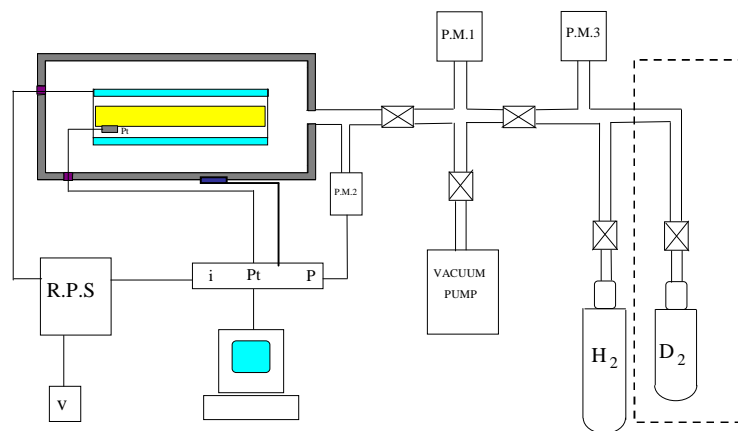 P.M.1
P.M.3
Pt
P.M.2
R.P.S
i Pt P
VACUUM
PUMP
H2
D2
v